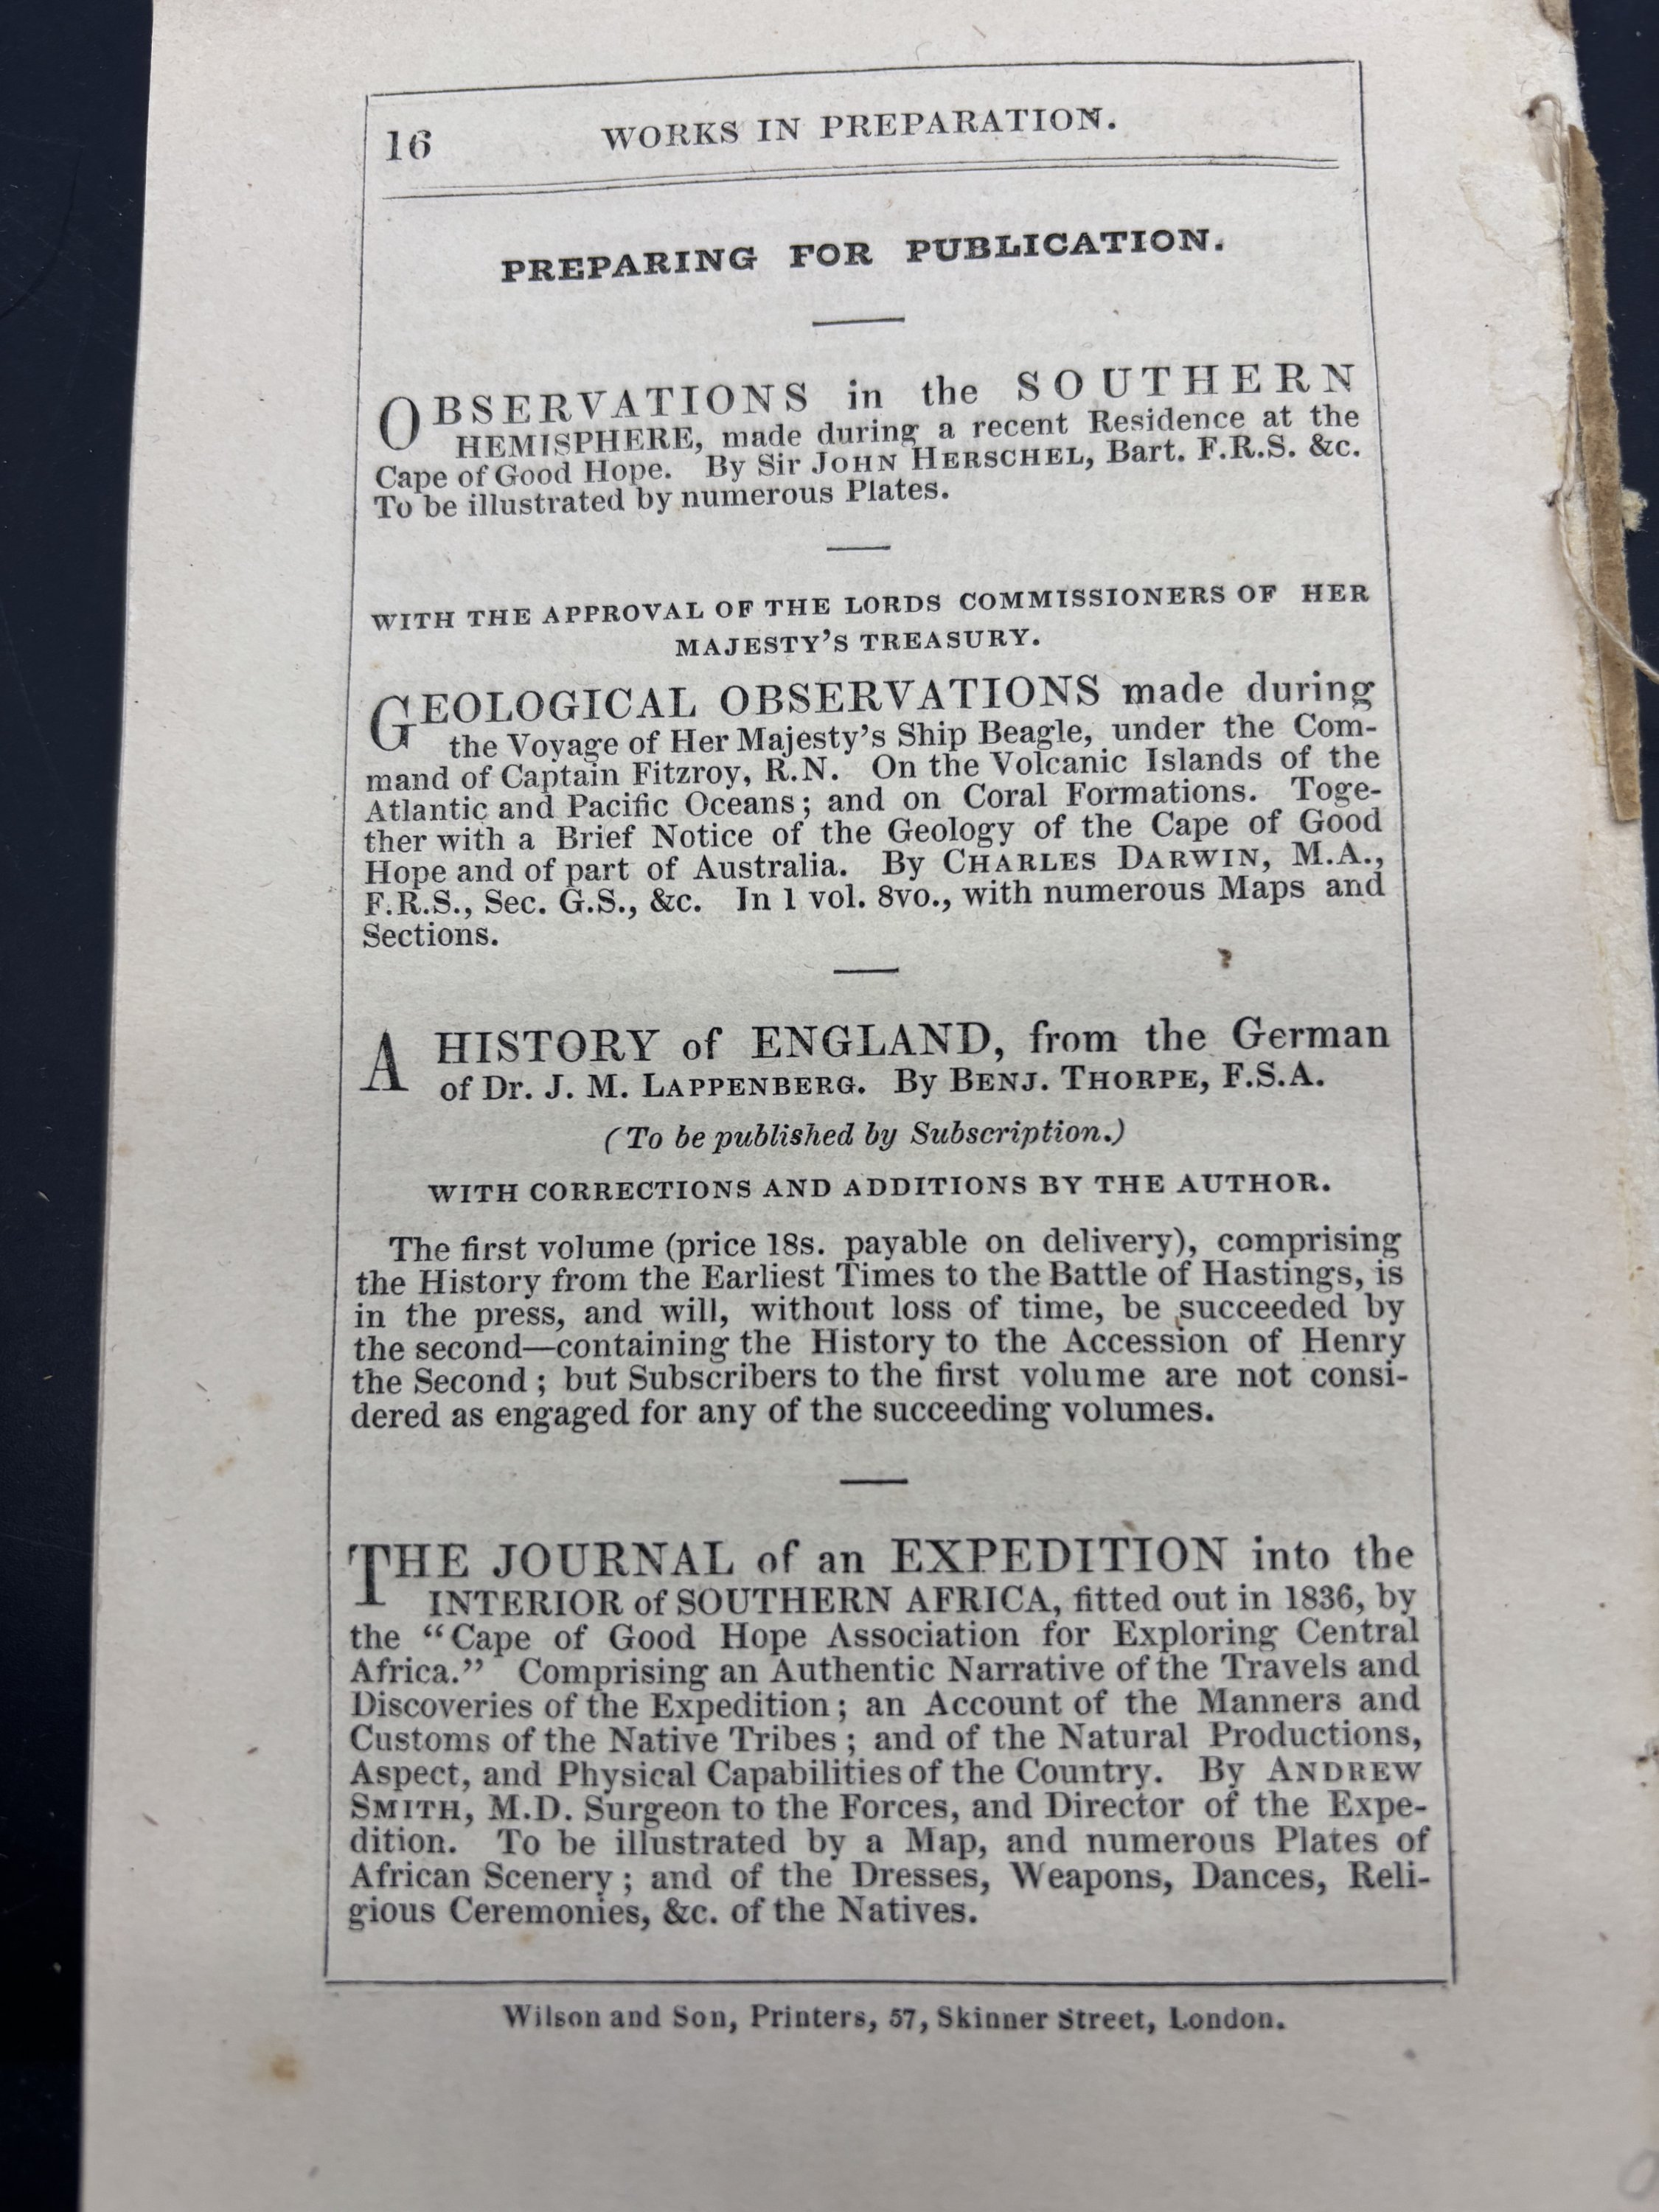 16 WORKS IN PREPARATION.
PREPARING FOR PUBLICATION.
OBSERVATIONS in the SOUTHERN
HEMISPHERE, made during a recent Residence at the
Cape of Good Hope. By Sir JOHN HERSCHEL, Bart. F.R.S. &c.
To be illustrated by numerous Plates.
WITH THE APPROVAL OF THE LORDS COMMISSIONERS OF HER
MAJESTY'S TREASURY.
GEOLOGICAL OBSERVATIONS made during
the Voyage of Her Majesty's Ship Beagle, under the Com-
mand of Captain Fitzroy, R.N. On the Volcanic Islands of the
Atlantic and Pacific Oceans; and on Coral Formations. Toge-
ther with a Brief Notice of the Geology of the Cape of Good
Hope and of part of Australia. By CHARLES DARWIN, M.A.,
F.R.S., Sec. G.S., &c. In 1 vol. 8vo., with numerous Maps and
Sections.
A HISTORY of ENGLAND, from the German
of Dr. J. M. LAPPENBERG. By BENJ. THORPE, F.S.A.
(To be published by Subscription.)
WITH CORRECTIONS AND ADDITIONS BY THE AUTHOR.
The first volume (price 18s. payable on delivery), comprising
the History from the Earliest Times to the Battle of Hastings, is
in the press, and will, without loss of time, be succeeded by
the second—containing the History to the Accession of Henry
the Second; but Subscribers to the first volume are not consi-
dered as engaged for any of the succeeding volumes.
THE JOURNAL of an EXPEDITION into the
INTERIOR of SOUTHERN AFRICA, fitted out in 1836, by
the "Cape of Good Hope Association for Exploring Central
Africa." Comprising an Authentic Narrative of the Travels and
Discoveries of the Expedition; an Account of the Manners and
Customs of the Native Tribes; and of the Natural Productions,
Aspect, and Physical Capabilities of the Country. By ANDREW
SMITH, M.D. Surgeon to the Forces, and Director of the Expe-
dition. To be illustrated by a Map, and numerous Plates of
African Scenery; and of the Dresses, Weapons, Dances, Reli-
gious Ceremonies, &c. of the Natives.
Wilson and Son, Printers, 57, Skinner Street, London.